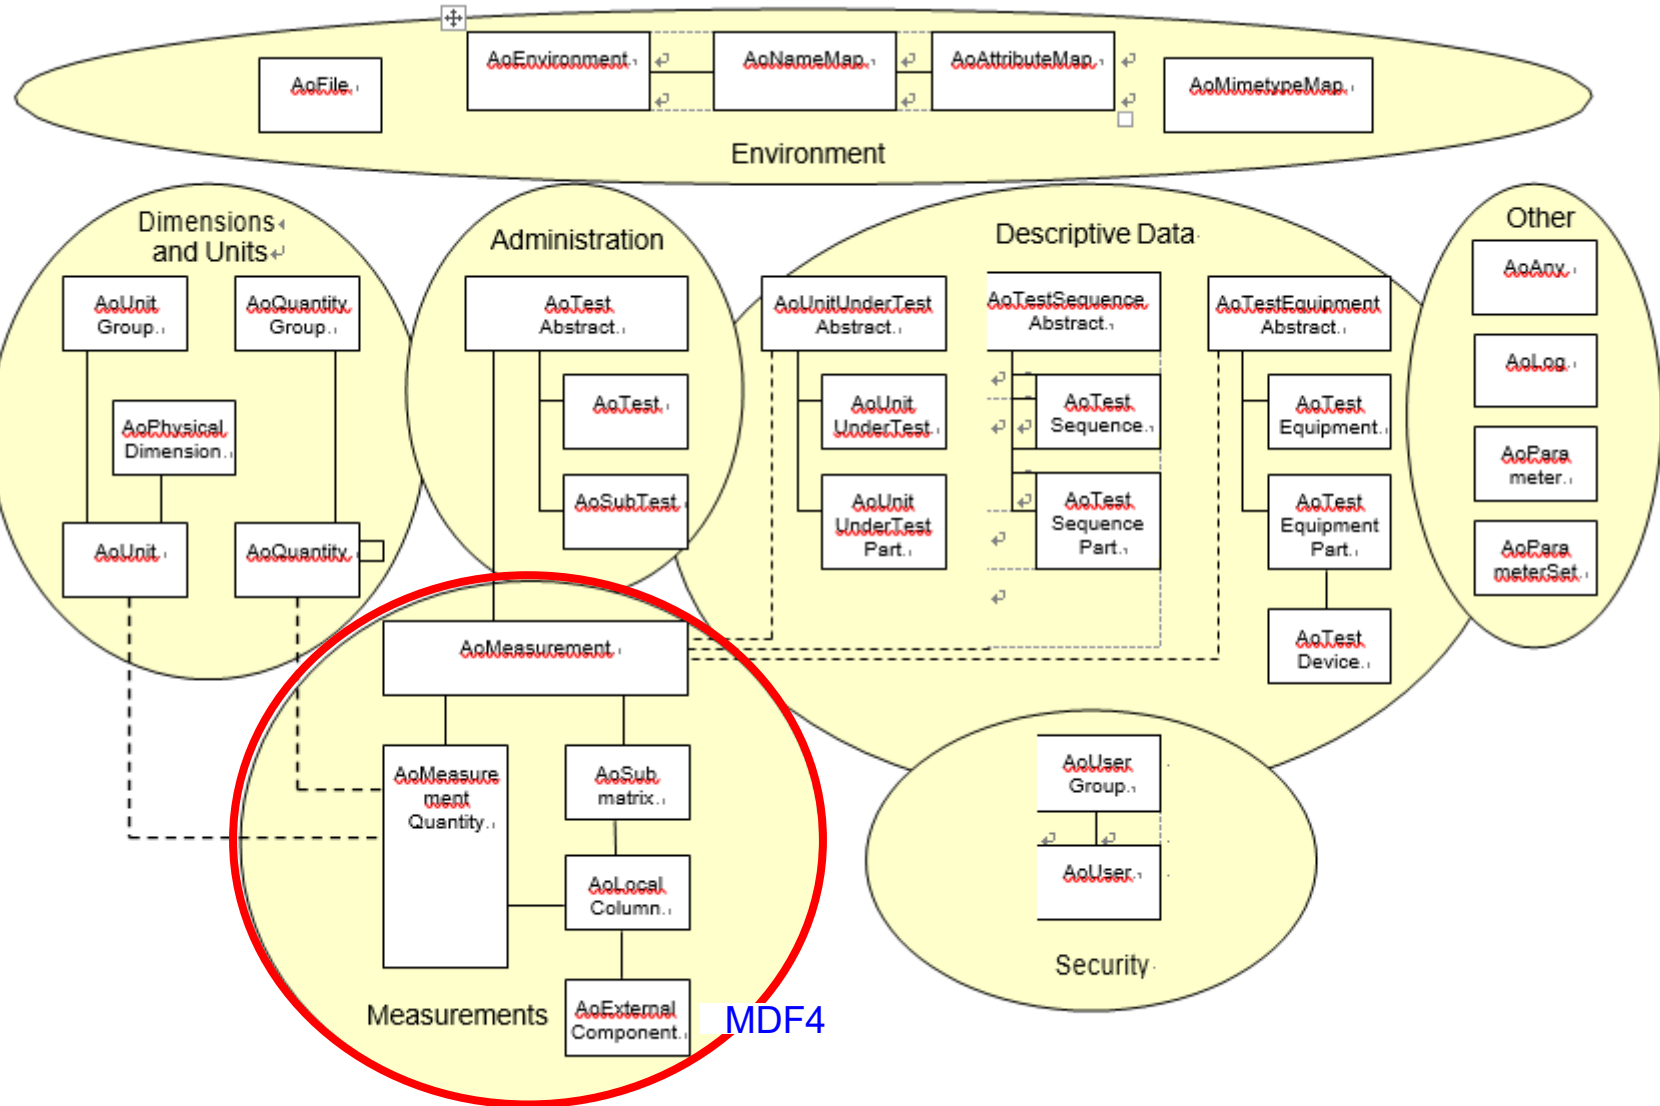 AoFile
AoEnvironment
AoNameMap
AoAttributeMap
AoMimetypeMap
Environment
Dimensions
and Units
AoUnit
Group
AoQuantity
Group
AoPhysical
Dimension
AoUnit
AoQuantity
Administration
AoTest
Abstract
AoTest
AoSubTest
Descriptive Data
AoUnitUnderTest
Abstract
AoUnit
UnderTest
AoUnit
UnderTest
Part
AoTestSequence
Abstract
AoTest
Sequence
AoTest
Sequence
Part
AoTestEquipment
Abstract
AoTest
Equipment
AoTest
Equipment
Part
AoTest
Device
Other
AoAny
AoLog
AoPara
meter
AoPara
meterSet
AoMeasurement
AoMeasure
ment
Quantity
AoSub
matrix
AoLocal
Column
AoExternal
Component
Measurements
MDF4
AoUser
Group
AoUser
Security